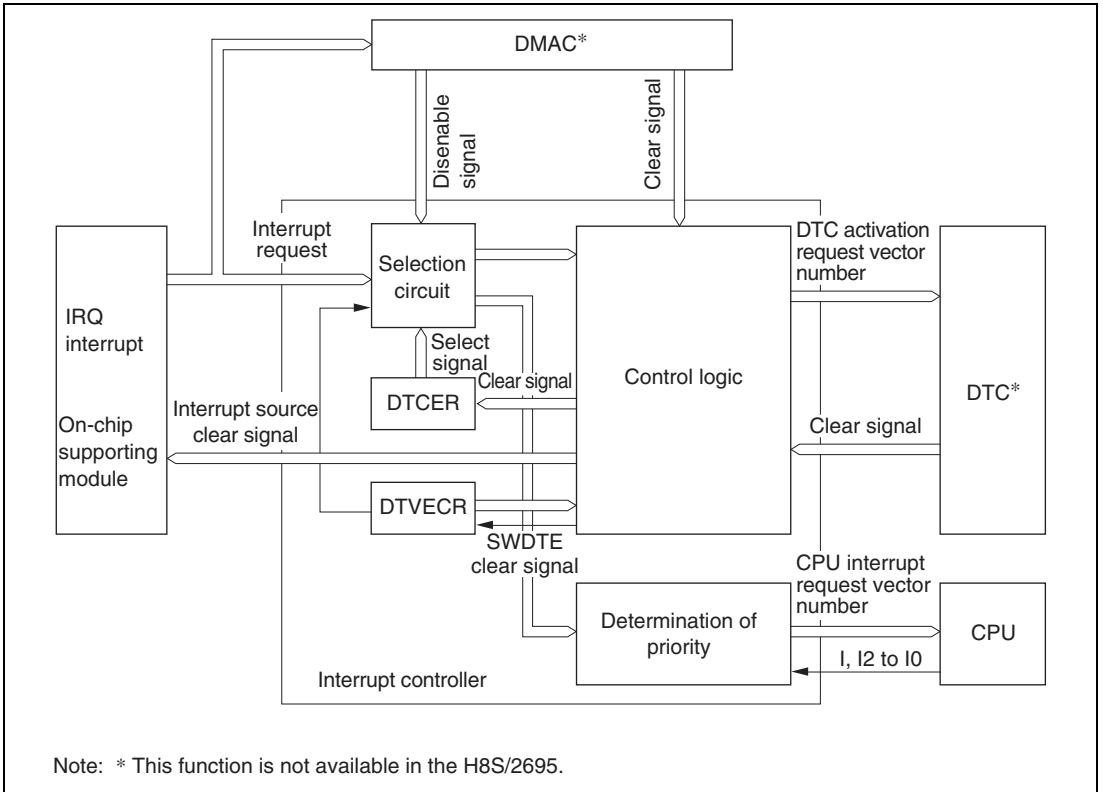 DMAC*
Disenable
signal
Clear signal
Interrupt
request
Selection
circuit
DTC activation
request vector
number
IRQ
interrupt
On-chip
supporting
module
Select
signal
DTCER
Clear signal
Control logic
DTC*
Interrupt source
clear signal
Clear signal
DTVECR
SWDTE
clear signal
CPU interrupt
request vector
number
Determination of
priority
CPU
I, I2 to I0
Interrupt controller
Note: * This function is not available in the H8S/2695.